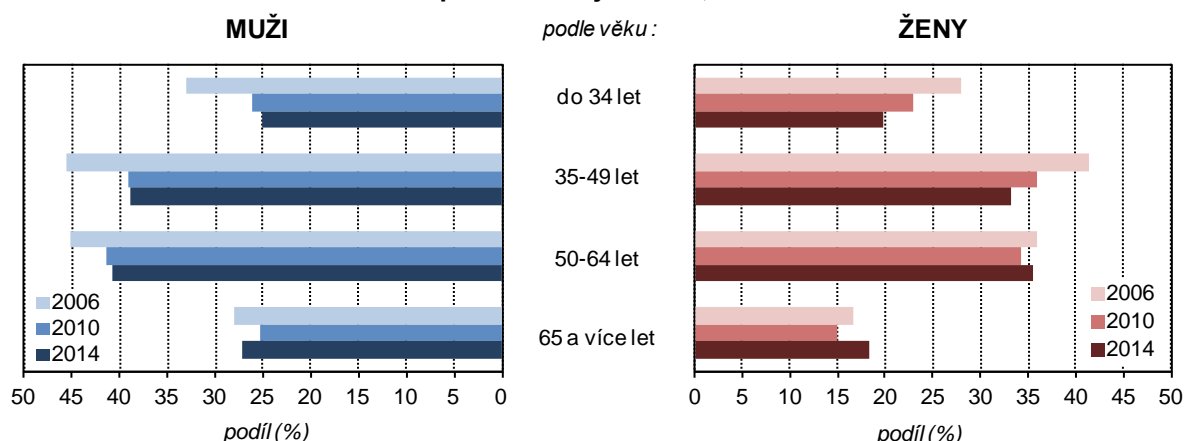 MUŽI
podle věku :
ŽENY
do 34 let
35-49 let
50-64 let
65 a více let
2006
2010
2014
2006
2010
2014
50 45 40 35 30 25 20 15 10 5 0
0 5 10 15 20 25 30 35 40 45 50
podíl (%)
podíl (%)